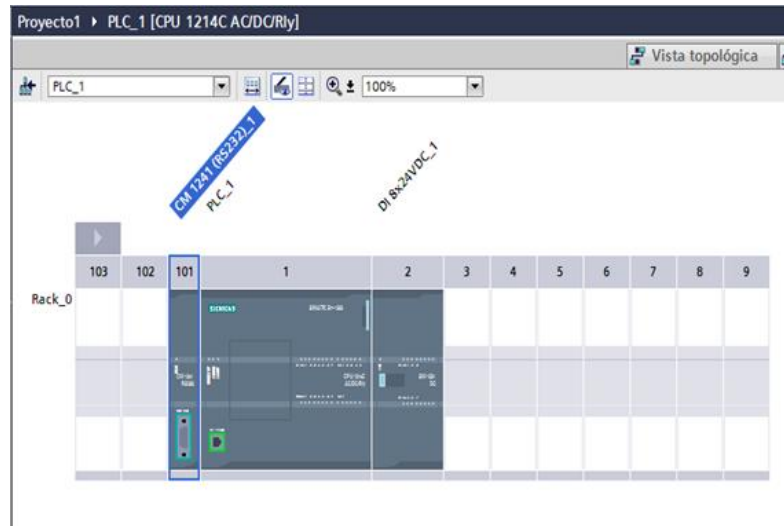 Proyecto1 ▸ PLC_1 [CPU 1214C AC/DC/Rly]
Vista topológica
PLC_1 100%
CM 1241 (RS232)_1
PLC_1
DI 8x24VDC_1
103 102 101 1 2 3 4 5 6 7 8 9
Rack_0
SIEMENS